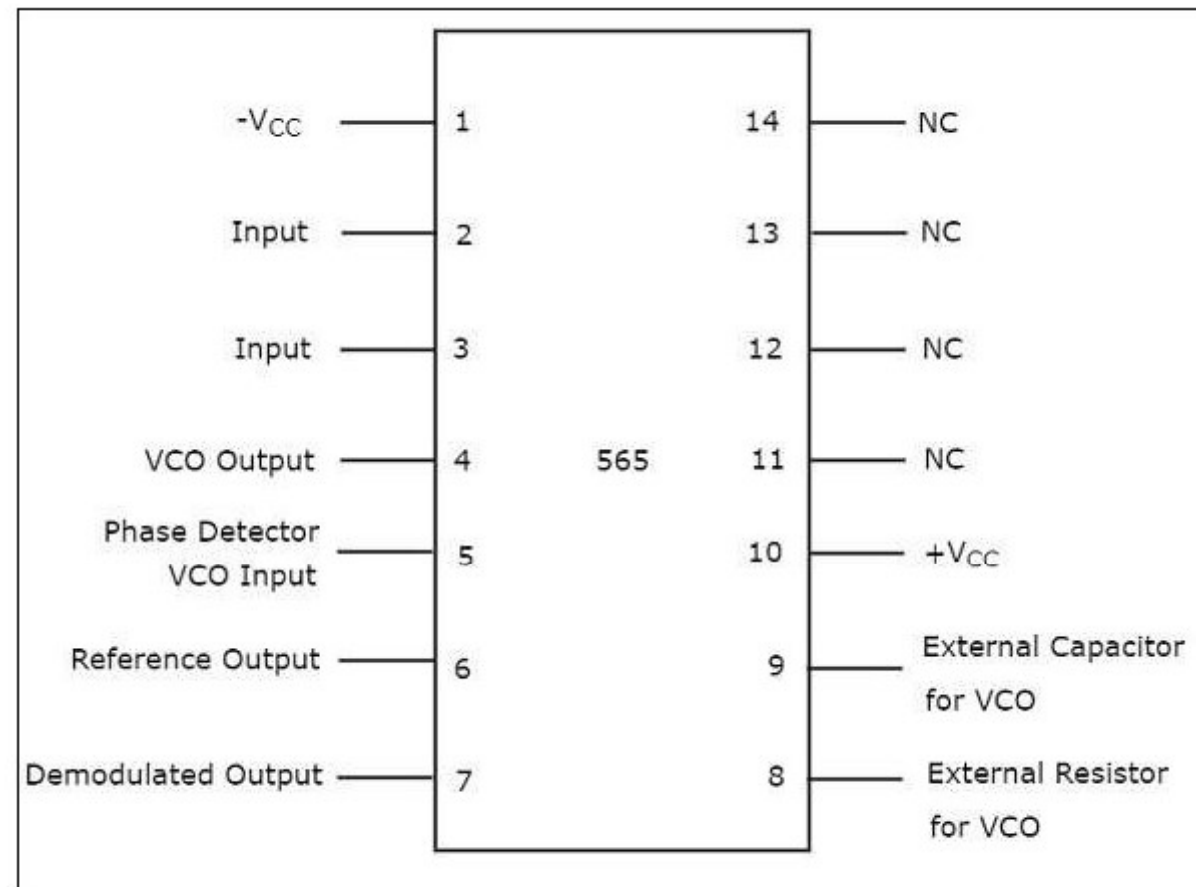 -VCC 1 14 NC
Input 2 13 NC
Input 3 12 NC
VCO Output 4 565 11 NC
Phase Detector
VCO Input 5 10 +VCC
Reference Output 6 9 External Capacitor
for VCO
Demodulated Output 7 8 External Resistor
for VCO